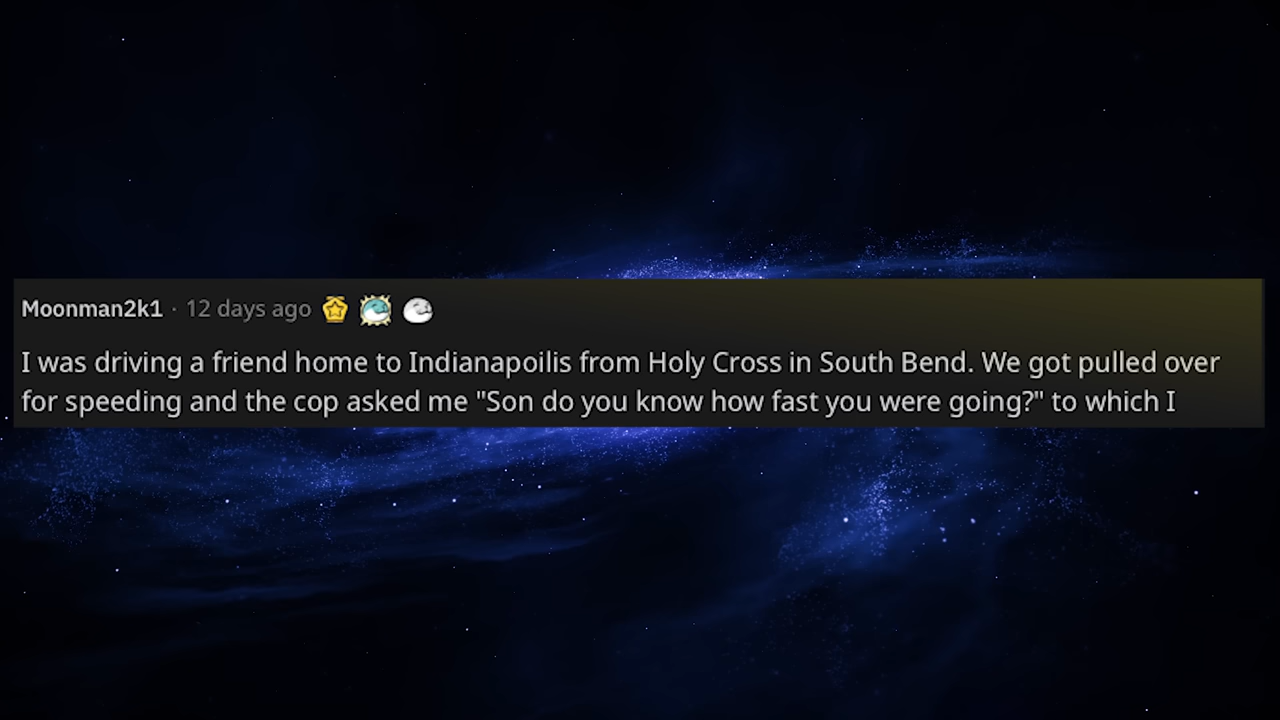 Moonman2k1 · 12 days ago
I was driving a friend home to Indianapoilis from Holy Cross in South Bend. We got pulled over
for speeding and the cop asked me "Son do you know how fast you were going?" to which I